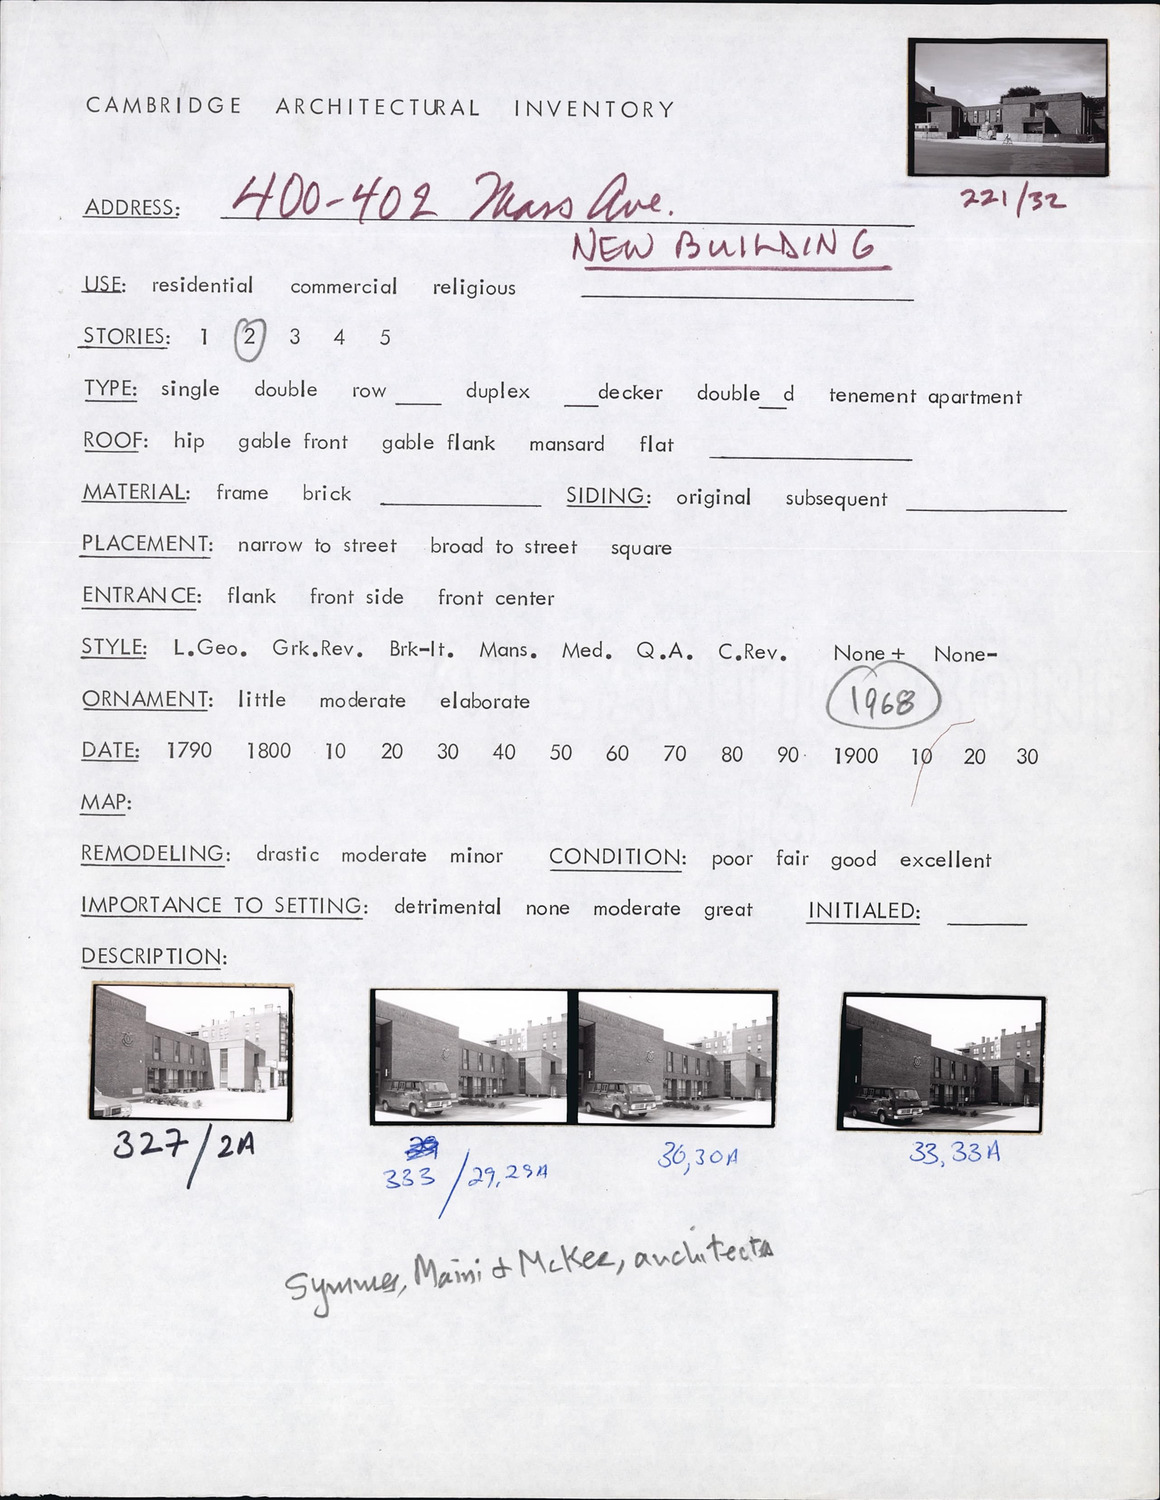 CAMBRIDGE ARCHITECTURAL INVENTORY
221/32
ADDRESS: 400-402 Mass Ave.
NEW BUILDING
USE: residential commercial religious
STORIES: 1 2 3 4 5
TYPE: single double row ____ duplex ___decker double__d tenement apartment
ROOF: hip gable front gable flank mansard flat
MATERIAL: frame brick SIDING: original subsequent
PLACEMENT: narrow to street broad to street square
ENTRANCE: flank front side front center
STYLE: L.Geo. Grk.Rev. Brk-It. Mans. Med. Q.A. C.Rev. None+ None-
ORNAMENT: little moderate elaborate 1968
DATE: 1790 1800 10 20 30 40 50 60 70 80 90 1900 10 20 30
MAP:
REMODELING: drastic moderate minor CONDITION: poor fair good excellent
IMPORTANCE TO SETTING: detrimental none moderate great INITIALED:
DESCRIPTION:
327/2A
333 /29,29A
30,30A
33,33A
Symmes, Maini & McKee, architects